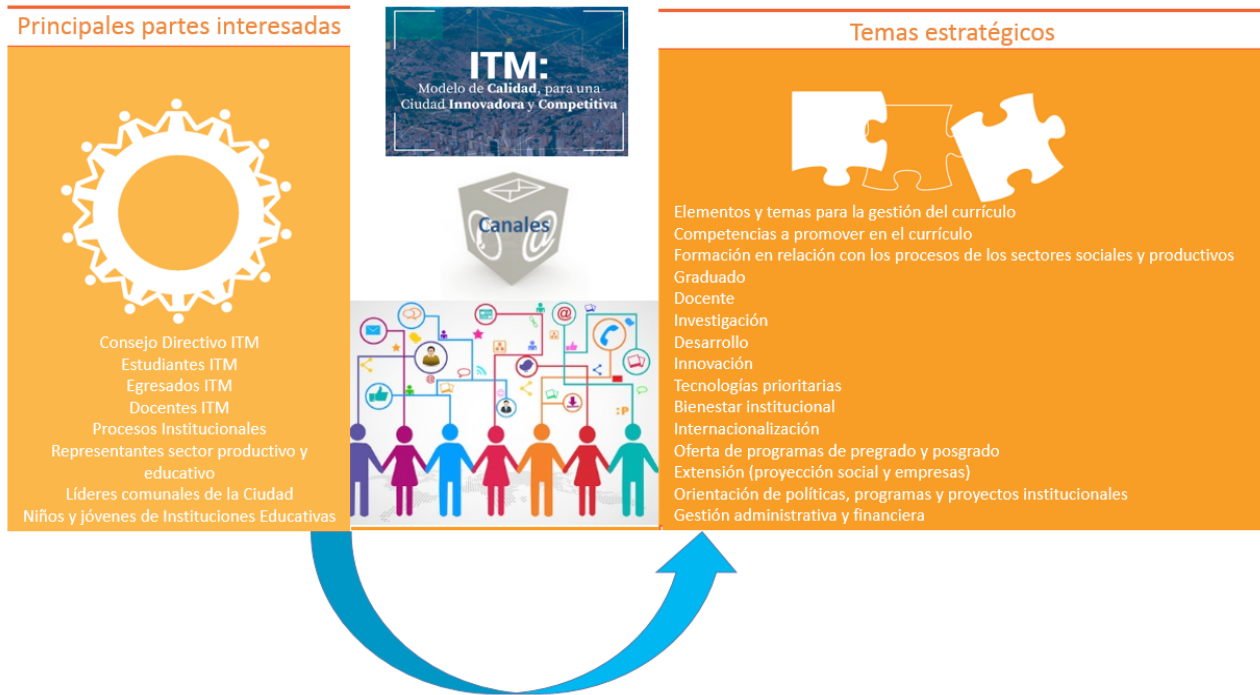 Principales partes interesadas
Consejo Directivo ITM
Estudiantes ITM
Egresados ITM
Docentes ITM
Procesos Institucionales
Representantes sector productivo y
educativo
Líderes comunales de la Ciudad
Niños y jóvenes de Instituciones Educativas
ITM:
Modelo de Calidad, para una
Ciudad Innovadora y Competitiva
Canales
@
@
@
:P
Temas estratégicos
Elementos y temas para la gestión del currículo
Competencias a promover en el currículo
Formación en relación con los procesos de los sectores sociales y productivos
Graduado
Docente
Investigación
Desarrollo
Innovación
Tecnologías prioritarias
Bienestar institucional
Internacionalización
Oferta de programas de pregrado y posgrado
Extensión (proyección social y empresas)
Orientación de políticas, programas y proyectos institucionales
Gestión administrativa y financiera